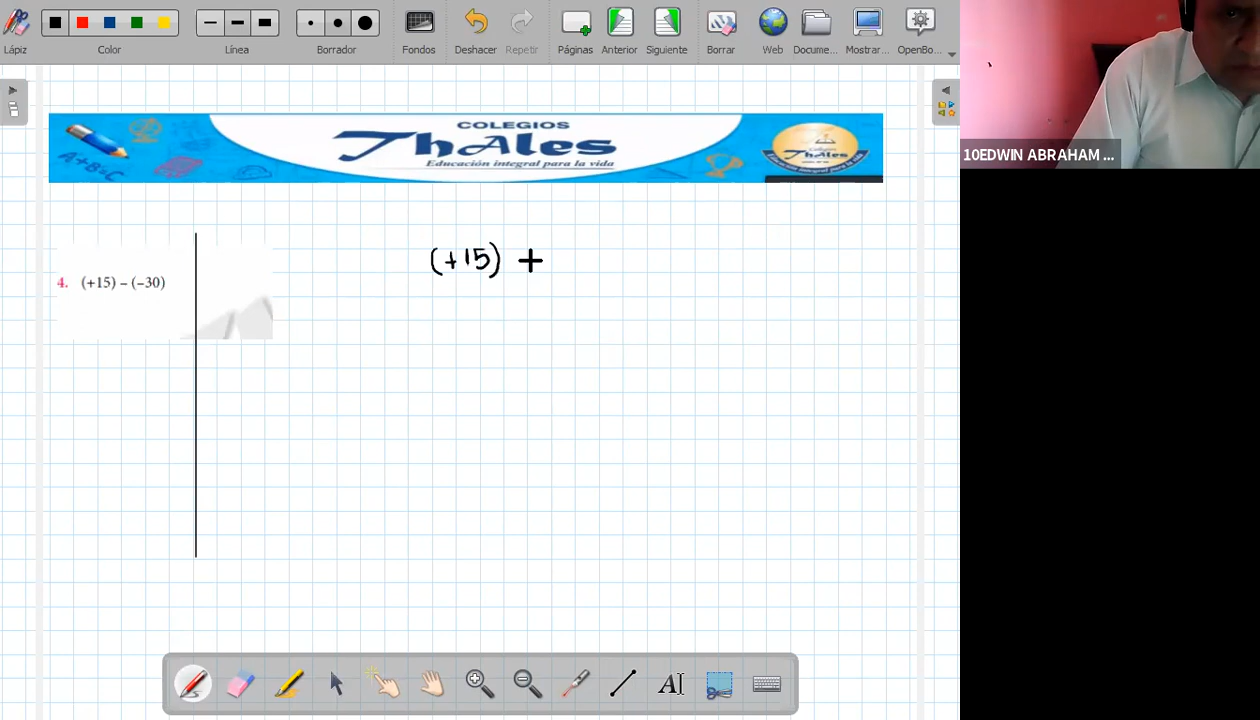 Lápiz Color Línea Borrador Fondos Deshacer Repetir Páginas Anterior Siguiente Borrar Web Docume... Mostrar... OpenBo...
COLEGIOS
Thales
Educación integral para la vida
A+B=C
Thales
10EDWIN ABRAHAM ...
4. (+15) – (–30)
(+15) +